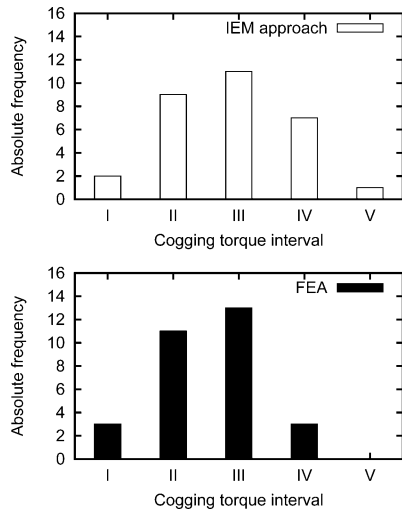 IEM approach
16
14
12
10
8
6
4
2
0
Absolute frequency
I II III IV V
Cogging torque interval
FEA
16
14
12
10
8
6
4
2
0
Absolute frequency
I II III IV V
Cogging torque interval